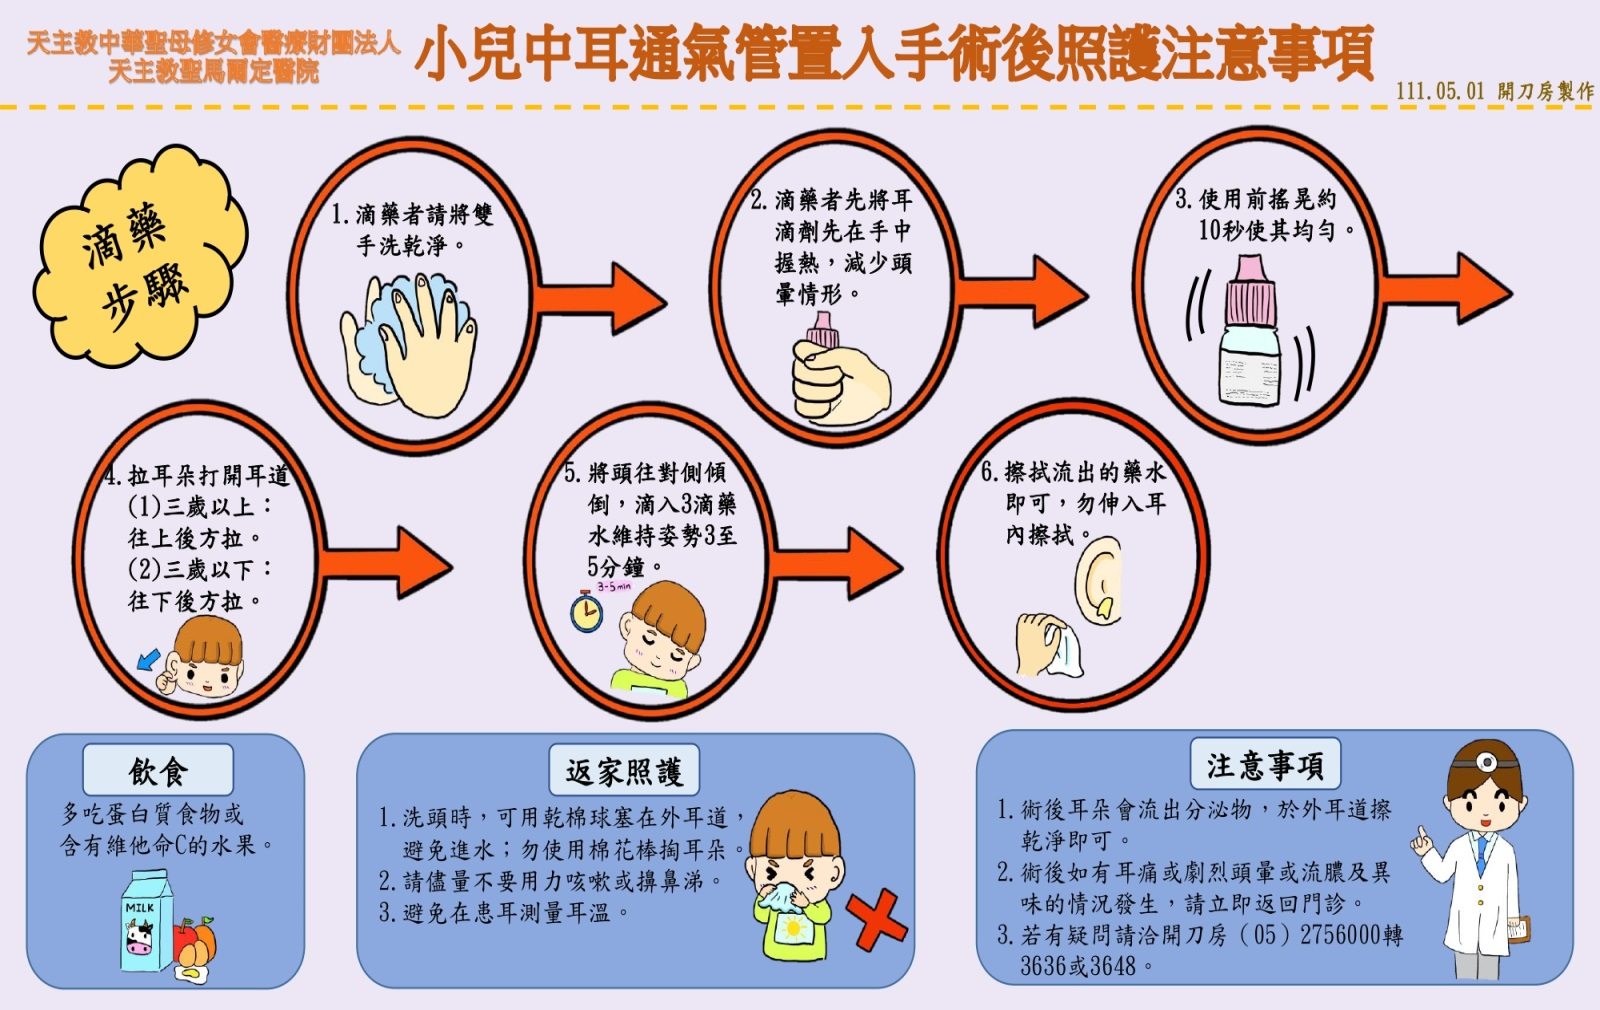 天主教中華聖母修女會醫療財團法人
天主教聖馬爾定醫院
小兒中耳通氣管置入手術後照護注意事項
111.05.01 開刀房製作
滴藥
步驟
1.滴藥者請將雙
手洗乾淨。
2.滴藥者先將耳
滴劑先在手中
握熱，減少頭
暈情形。
3.使用前搖晃約
10秒使其均勻。
4.拉耳朵打開耳道
(1)三歲以上：
往上後方拉。
(2)三歲以下：
往下後方拉。
5.將頭往對側傾
倒，滴入3滴藥
水維持姿勢3至
5分鐘。
3-5min
6.擦拭流出的藥水
即可，勿伸入耳
內擦拭。
飲食
多吃蛋白質食物或
含有維他命C的水果。
MILK
返家照護
1.洗頭時，可用乾棉球塞在外耳道，
避免進水；勿使用棉花棒掏耳朵。
2.請儘量不要用力咳嗽或擤鼻涕。
3.避免在患耳測量耳溫。
注意事項
1.術後耳朵會流出分泌物，於外耳道擦
乾淨即可。
2.術後如有耳痛或劇烈頭暈或流膿及異
味的情況發生，請立即返回門診。
3.若有疑問請洽開刀房（05）2756000轉
3636或3648。